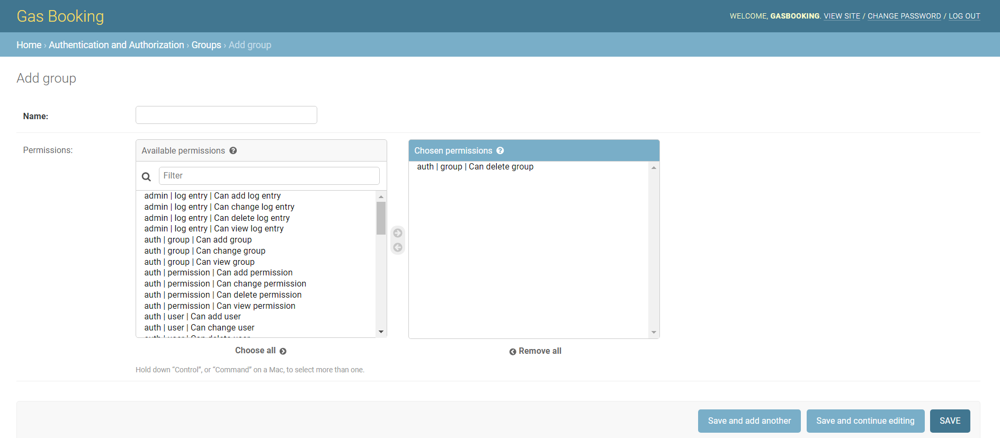 Gas Booking
WELCOME, GASBOOKING. VIEW SITE / CHANGE PASSWORD / LOG OUT
Home › Authentication and Authorization › Groups › Add group
Add group
Name:
Permissions:
Available permissions ?
Filter
admin | log entry | Can add log entry
admin | log entry | Can change log entry
admin | log entry | Can delete log entry
admin | log entry | Can view log entry
auth | group | Can add group
auth | group | Can change group
auth | group | Can view group
auth | permission | Can add permission
auth | permission | Can change permission
auth | permission | Can delete permission
auth | permission | Can view permission
auth | user | Can add user
auth | user | Can change user
auth | user | Can delete user
Choose all
Chosen permissions ?
auth | group | Can delete group
Remove all
Hold down “Control”, or “Command” on a Mac, to select more than one.
Save and add another
Save and continue editing
SAVE